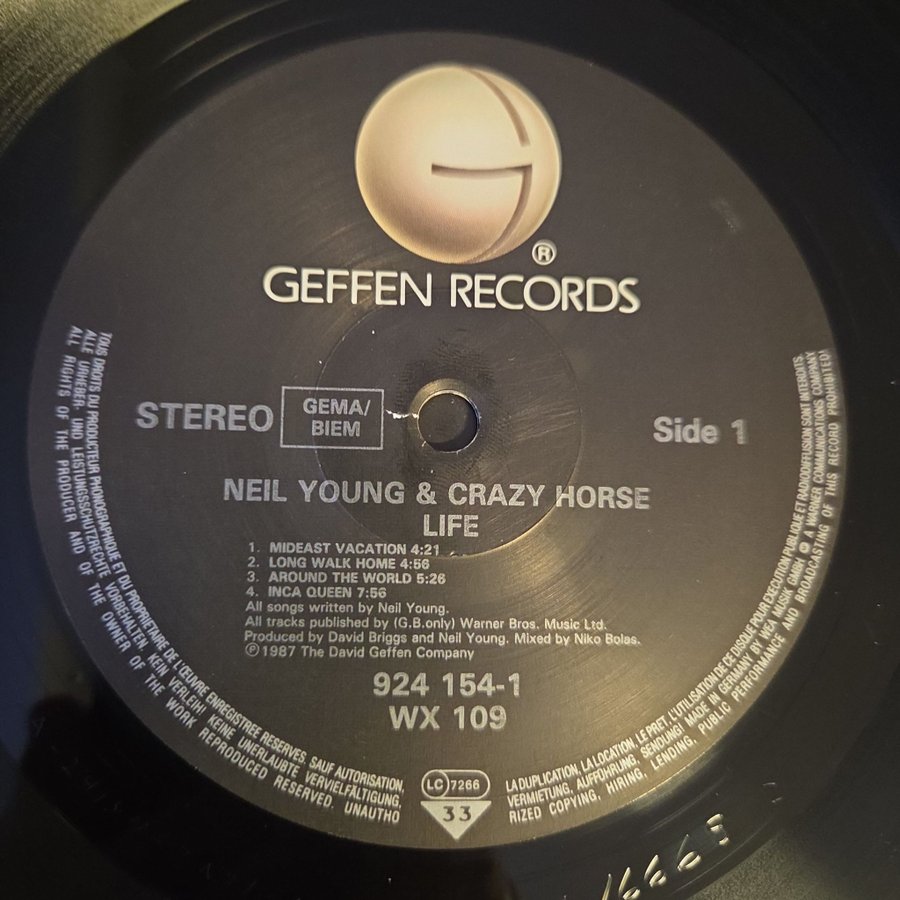 ®
GEFFEN RECORDS
STEREO
GEMA/
BIEM
Side 1
NEIL YOUNG & CRAZY HORSE
LIFE
1. MIDEAST VACATION 4:21
2. LONG WALK HOME 4:56
3. AROUND THE WORLD 5:26
4. INCA QUEEN 7:56
All songs written by Neil Young.
All tracks published by (G.B.only) Warner Bros. Music Ltd.
Produced by David Briggs and Neil Young. Mixed by Niko Bolas.
℗1987 The David Geffen Company
924 154-1
WX 109
TOUS DROITS DU PRODUCTEUR PHONOGRAPHIQUE ET DU PROPRIETAIRE DE L'ŒUVRE ENREGISTREE RESERVES. SAUF AUTORISATION,
LA DUPLICATION, LA LOCATION, LE PRET, L'UTILISATION DE CE DISQUE POUR EXECUTION PUBLIQUE ET RADIODIFFUSION SONT INTERDITS.
ALLE URHEBER- UND LEISTUNGSSCHUTZRECHTE VORBEHALTEN. KEIN VERLEIH! KEINE UNERLAUBTE VERVIELFÄLTIGUNG,
VERMIETUNG, AUFFÜHRUNG, SENDUNG! MADE IN GERMANY BY WEA MUSIK GMBH A WARNER COMMUNICATIONS COMPANY
ALL RIGHTS OF THE PRODUCER AND OF THE OWNER OF THE WORK REPRODUCED RESERVED. UNAUTHO
RIZED COPYING, HIRING, LENDING, PUBLIC PERFORMANCE AND BROADCASTING OF THIS RECORD PROHIBITED!
LC 7266
33